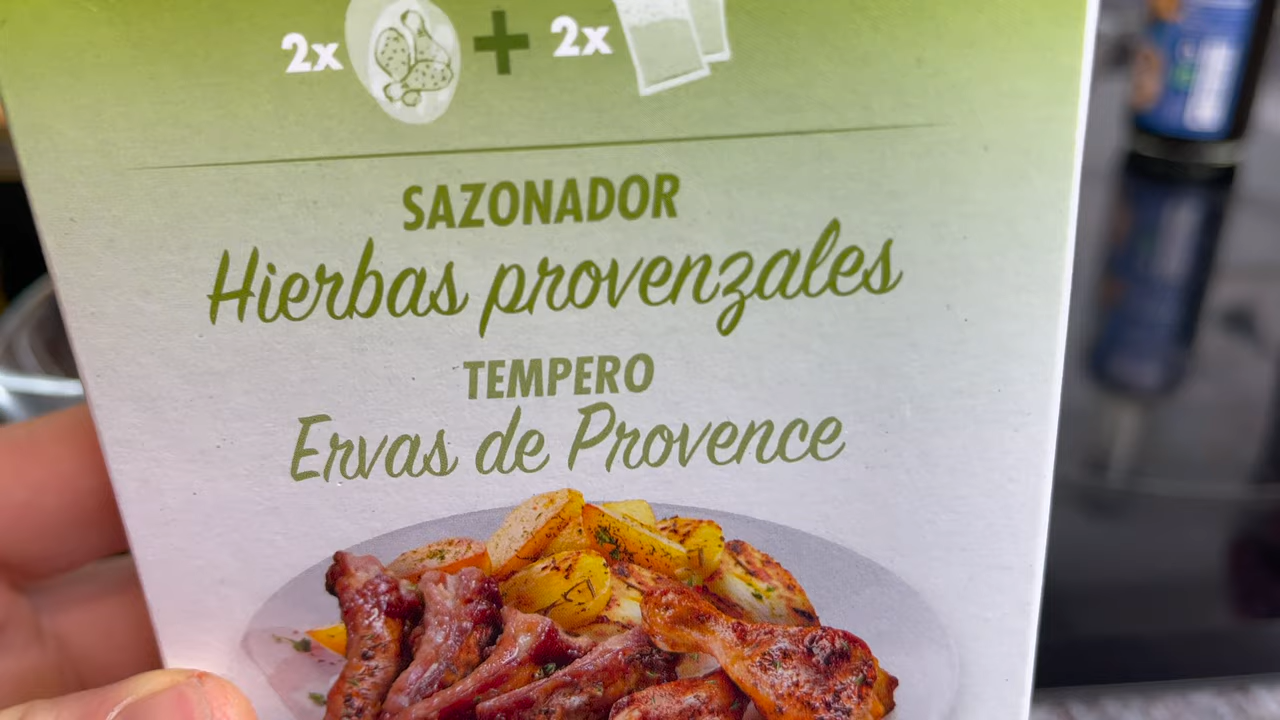 2x + 2x
SAZONADOR
Hierbas provenzales
TEMPERO
Ervas de Provence